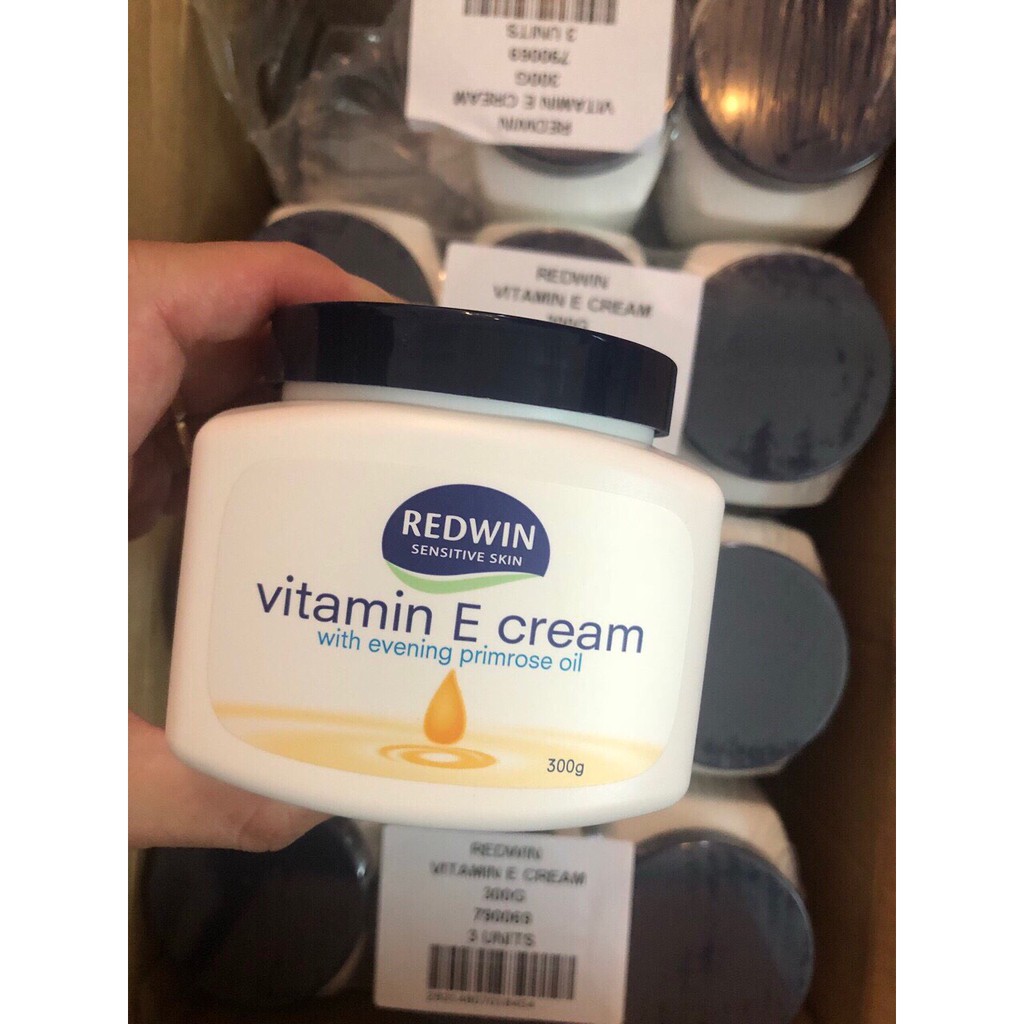 3 UNITS
790069
300G
VITAMIN E CREAM
REDWIN
REDWIN
VITAMIN E CREAM
300G
REDWIN
SENSITIVE SKIN
vitamin E cream
with evening primrose oil
300g
REDWIN
VITAMIN E CREAM
300G
790069
3 UNITS